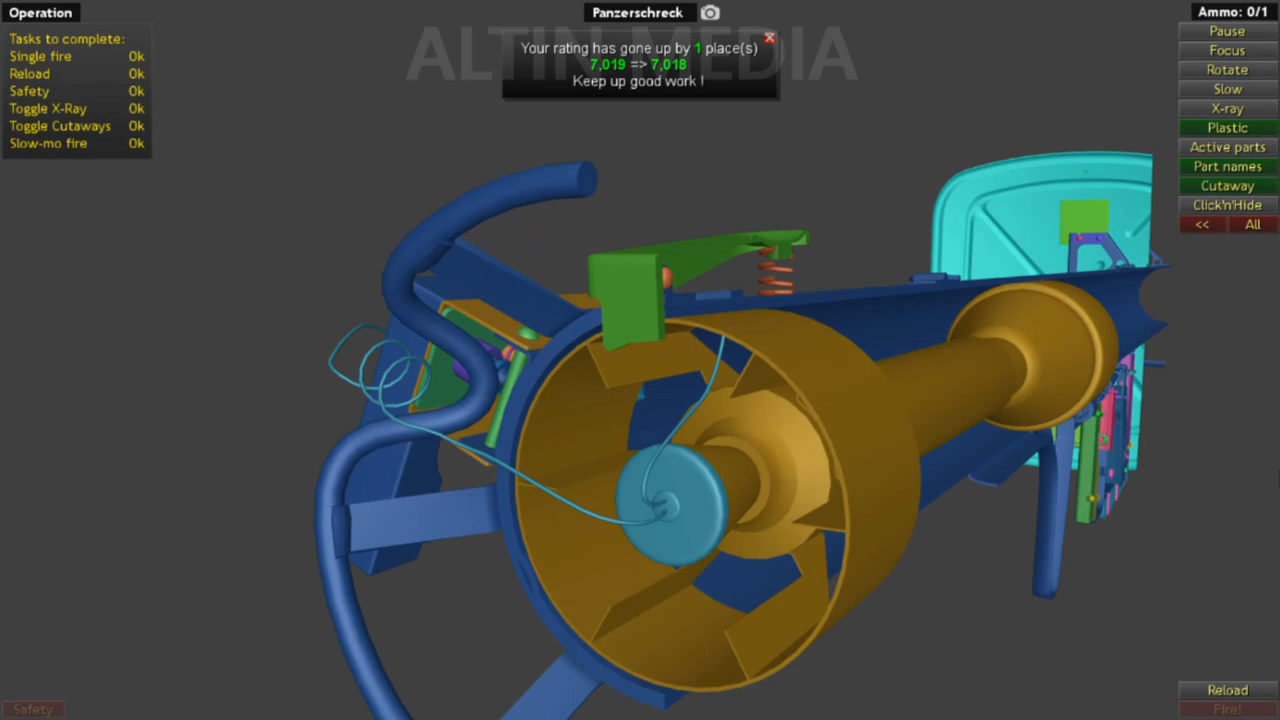 Operation
Panzerschreck
Ammo: 0/1
Tasks to complete:
Single fire Ok
Reload Ok
Safety Ok
Toggle X-Ray Ok
Toggle Cutaways Ok
Slow-mo fire Ok
ALTIN MEDIA
Your rating has gone up by 1 place(s)
7,019 => 7,018
Keep up good work !
Pause
Focus
Rotate
Slow
X-ray
Plastic
Active parts
Part names
Cutaway
Click'n'Hide
<< All
Reload
Safety
Fire!